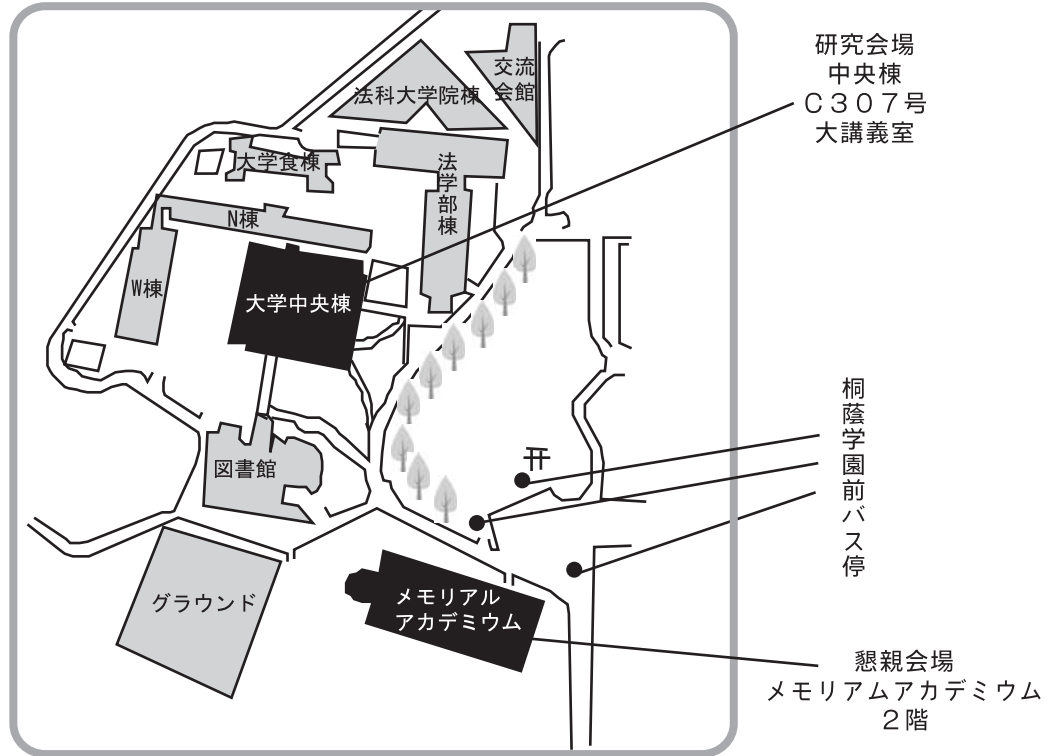 研究会場
中央棟
C307号
大講義室
交流
会館
法科大学院棟
大学食棟
法学部棟
N棟
W棟
大学中央棟
図書館
グラウンド
メモリアル
アカデミウム
桐蔭学園前バス停
懇親会場
メモリアムアカデミウム
2階